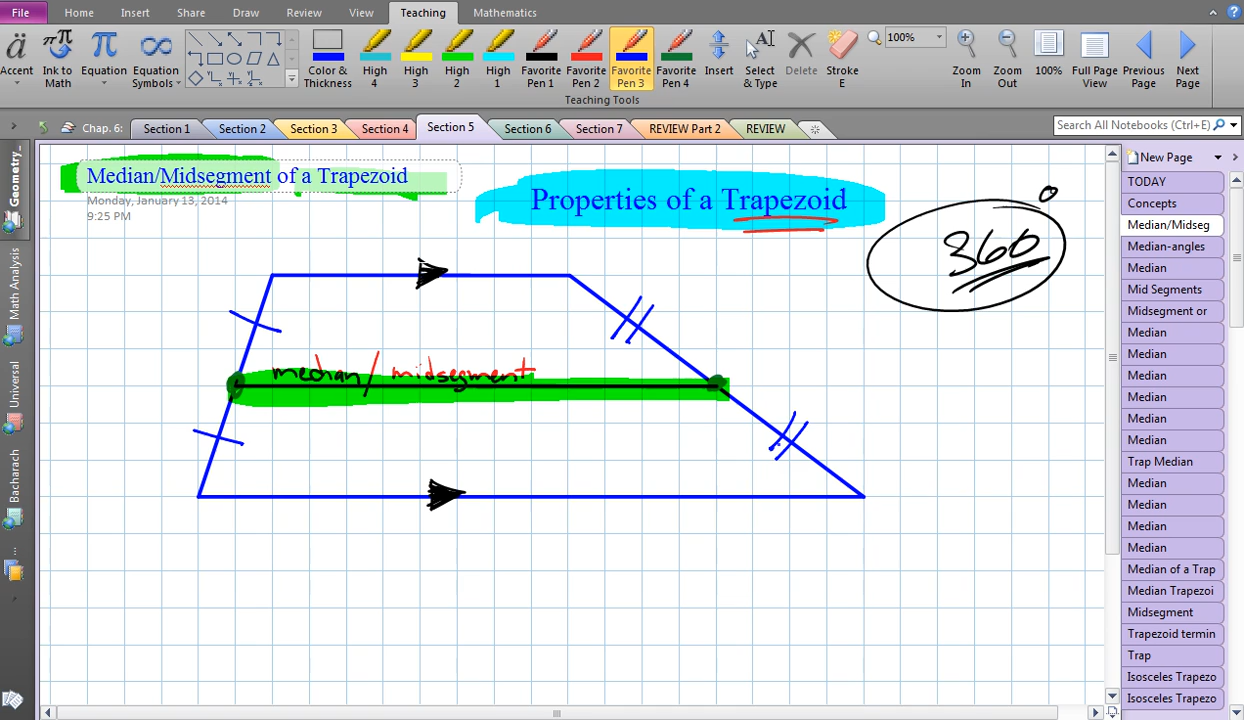 File Home Insert Share Draw Review View Teaching Mathematics
Accent
Ink to Math
Equation
Equation Symbols
Color & Thickness
High 4
High 3
High 2
High 1
Favorite Pen 1
Favorite Pen 2
Favorite Pen 3
Favorite Pen 4
Insert
Select & Type
Delete
Stroke E
100%
Zoom In
Zoom Out
100%
Full Page View
Previous Page
Next Page
Teaching Tools
Chap. 6: Section 1 Section 2 Section 3 Section 4 Section 5 Section 6 Section 7 REVIEW Part 2 REVIEW
Search All Notebooks (Ctrl+E)
Geometry_
Math Analysis
Universal
Bacharach
Median/Midsegment of a Trapezoid
Monday, January 13, 2014
9:25 PM
Properties of a Trapezoid
360°
median/midsegment
New Page
TODAY
Concepts
Median/Midseg
Median-angles
Median
Mid Segments
Midsegment or
Median
Median
Median
Median
Median
Median
Trap Median
Median
Median
Median
Median
Median of a Trap
Median Trapezoi
Midsegment
Trapezoid termin
Trap
Isosceles Trapezo
Isosceles Trapezo